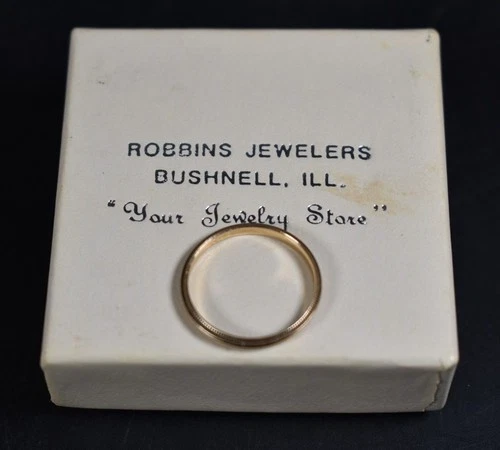 ROBBINS JEWELERS
BUSHNELL, ILL.
"Your Jewelry Store"